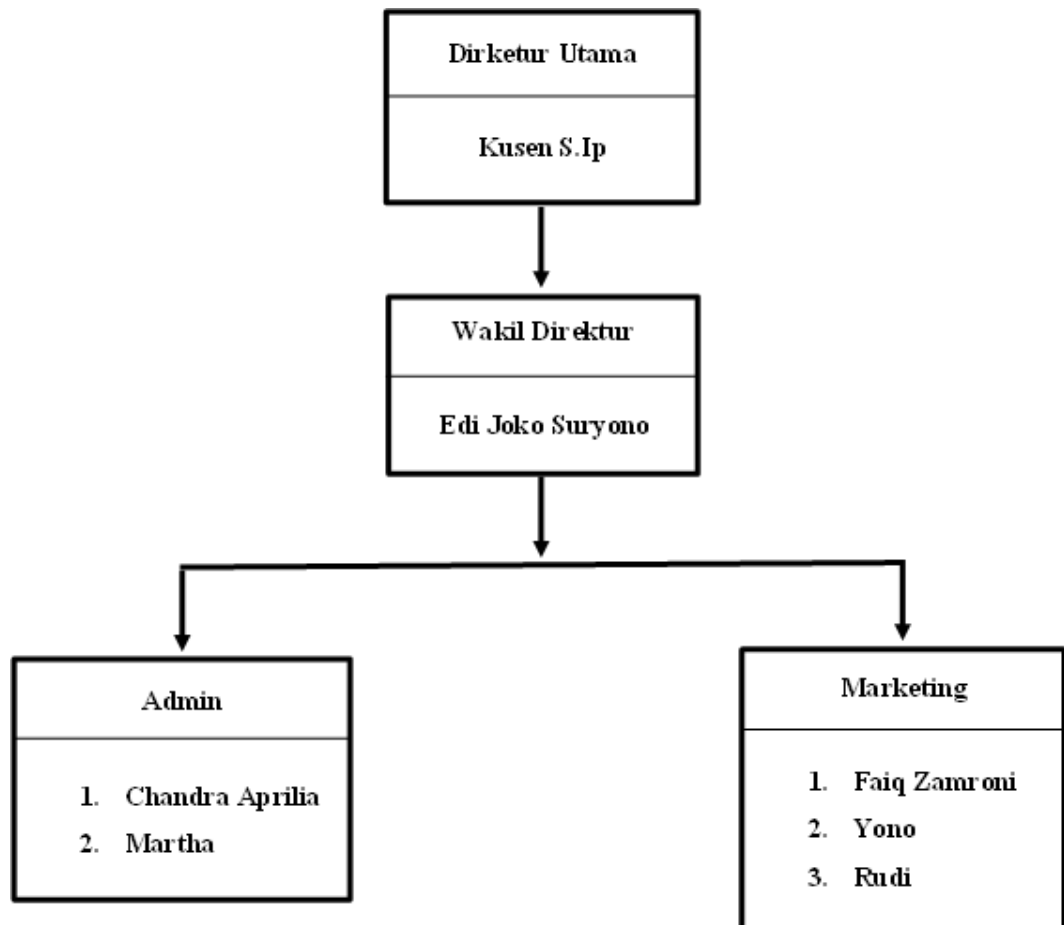 Dirketur Utama
Kusen S.Ip
Wakil Direktur
Edi Joko Suryono
Admin
1. Chandra Aprilia
2. Martha
Marketing
1. Faiq Zamroni
2. Yono
3. Rudi